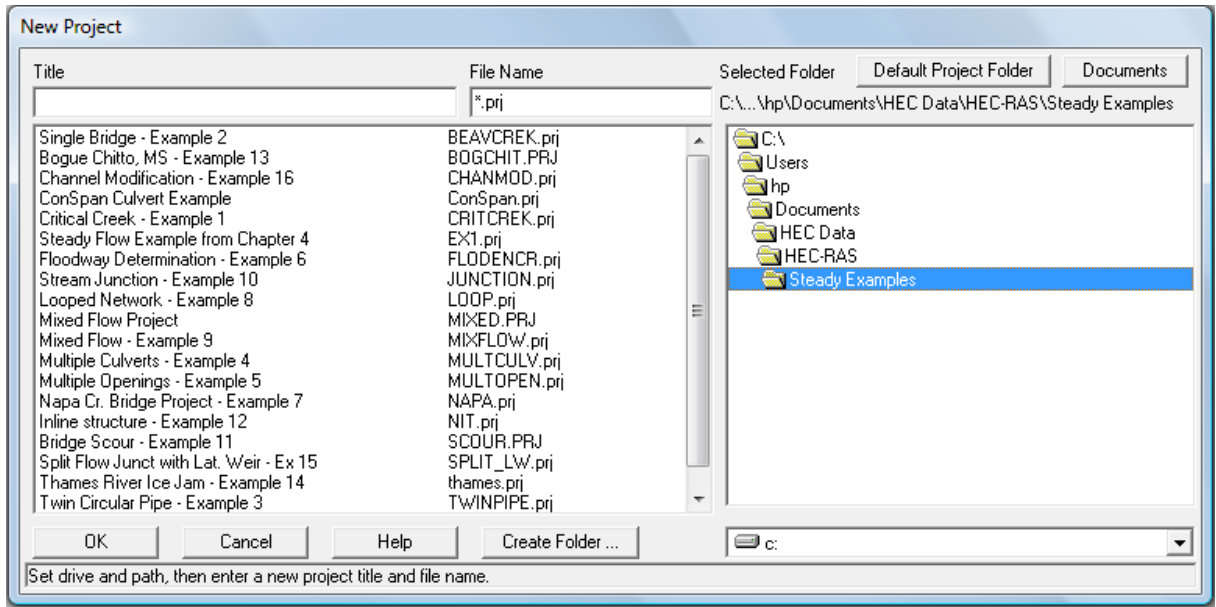 New Project
Title File Name Selected Folder Default Project Folder Documents
*.prj C:\...\hp\Documents\HEC Data\HEC-RAS\Steady Examples
Single Bridge - Example 2 BEAVCREK.prj
Bogue Chitto, MS - Example 13 BOGCHIT.PRJ
Channel Modification - Example 16 CHANMOD.prj
ConSpan Culvert Example ConSpan.prj
Critical Creek - Example 1 CRITCREK.prj
Steady Flow Example from Chapter 4 EX1.prj
Floodway Determination - Example 6 FLODENCR.prj
Stream Junction - Example 10 JUNCTION.prj
Looped Network - Example 8 LOOP.prj
Mixed Flow Project MIXED.PRJ
Mixed Flow - Example 9 MIXFLOW.prj
Multiple Culverts - Example 4 MULTCULV.prj
Multiple Openings - Example 5 MULTOPEN.prj
Napa Cr. Bridge Project - Example 7 NAPA.prj
Inline structure - Example 12 NIT.prj
Bridge Scour - Example 11 SCOUR.PRJ
Split Flow Junct with Lat. Weir - Ex 15 SPLIT_LW.prj
Thames River Ice Jam - Example 14 thames.prj
Twin Circular Pipe - Example 3 TWINPIPE.prj
C:\
Users
hp
Documents
HEC Data
HEC-RAS
Steady Examples
OK Cancel Help Create Folder ... c:
Set drive and path, then enter a new project title and file name.